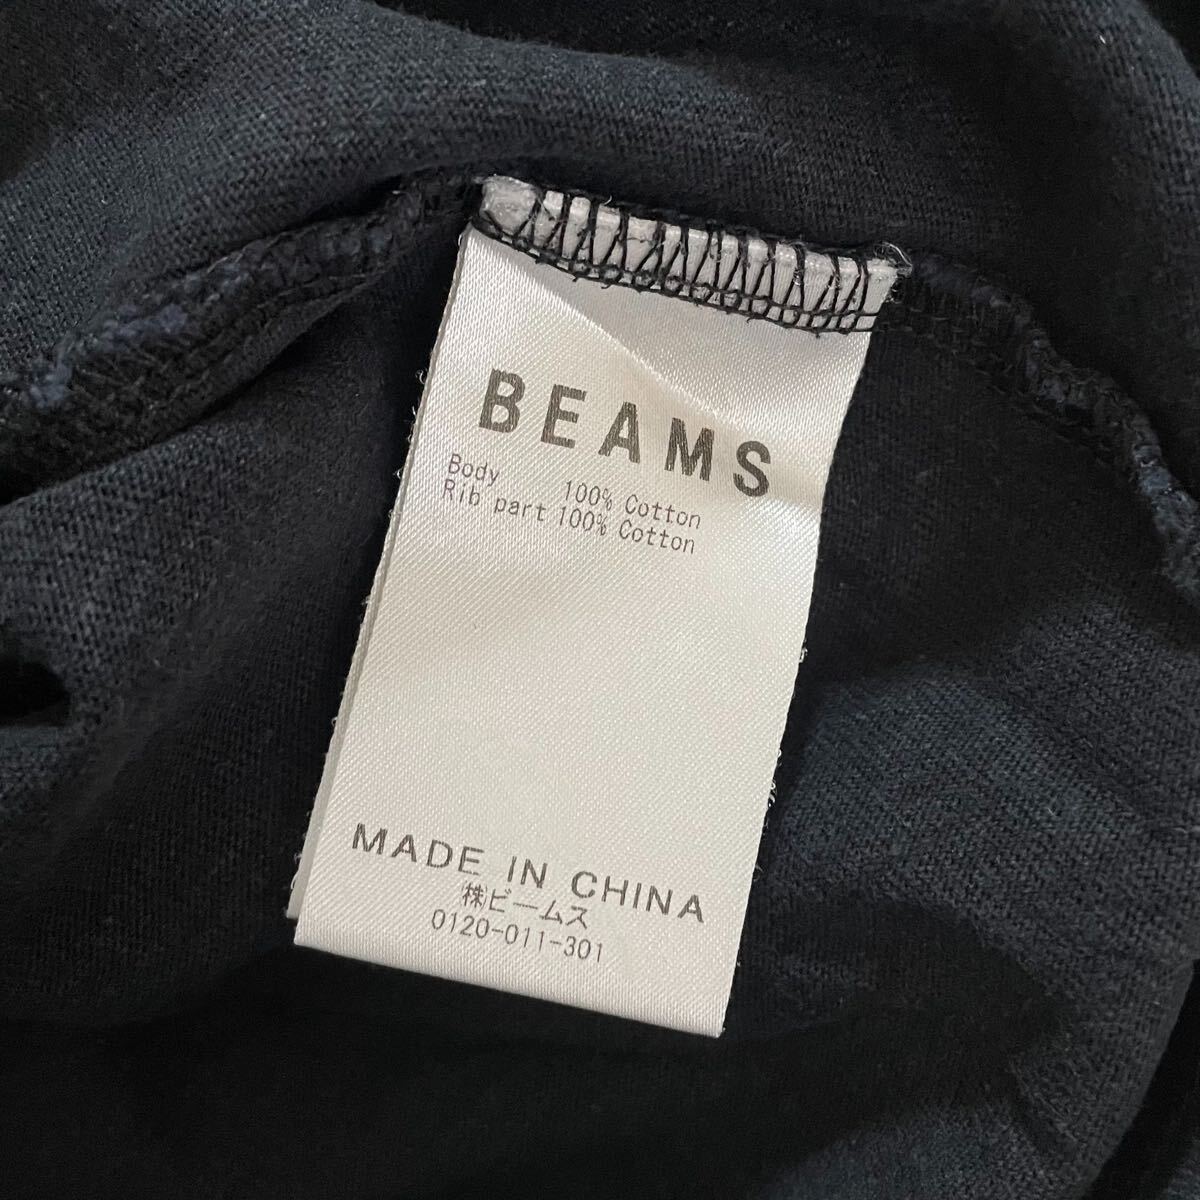 BEAMS
Body 100% Cotton
Rib part 100% Cotton
MADE IN CHINA
㈱ビームス
0120-011-301